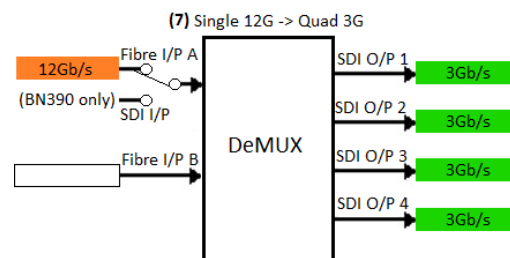 (7) Single 12G -> Quad 3G
Fibre I/P A
12Gb/s
(BN390 only)
SDI I/P
Fibre I/P B
DeMUX
SDI O/P 1
3Gb/s
SDI O/P 2
3Gb/s
SDI O/P 3
3Gb/s
SDI O/P 4
3Gb/s